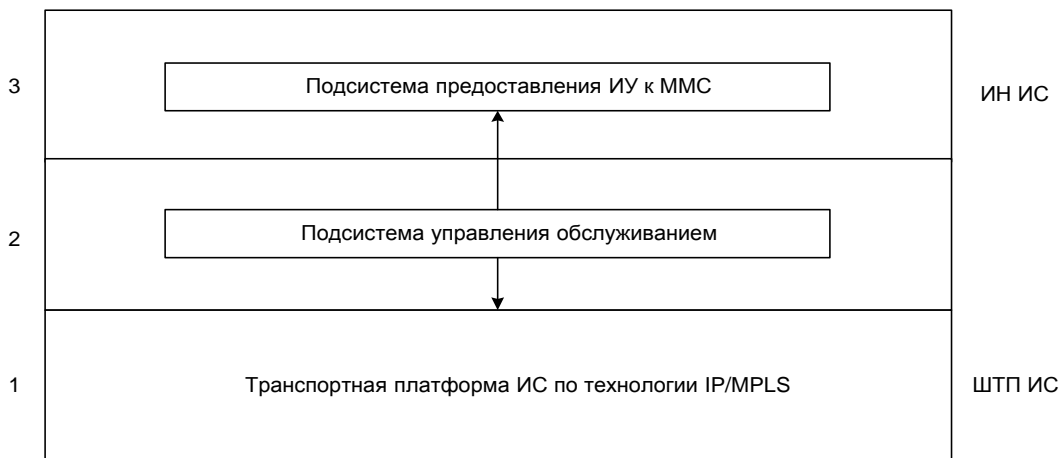 3
Подсистема предоставления ИУ к ММС
ИН ИС
2
Подсистема управления обслуживанием
1
Транспортная платформа ИС по технологии IP/MPLS
ШТП ИС